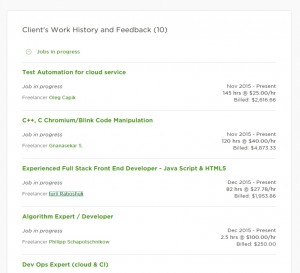 Client's Work History and Feedback (10)
Jobs in progress
Test Automation for cloud service
Job in progress
Nov 2015 - Present
145 hrs @ $25.00/hr
Freelancer Oleg Capik
Billed: $2,616.66
C++, C Chromium/Blink Code Manipulation
Job in progress
Nov 2015 - Present
120 hrs @ $40.00/hr
Freelancer Gnanasekar S.
Billed: $4,873.33
Experienced Full Stack Front End Developer - Java Script & HTML5
Job in progress
Dec 2015 - Present
82 hrs @ $27.78/hr
Freelancer
Billed: $1,953.86
Algorithm Expert / Developer
Job in progress
Dec 2015 - Present
2.5 hrs @ $100.00/hr
Freelancer Philipp Schapotschnikow
Billed: $250.00
Dev Ops Expert (cloud & CI)